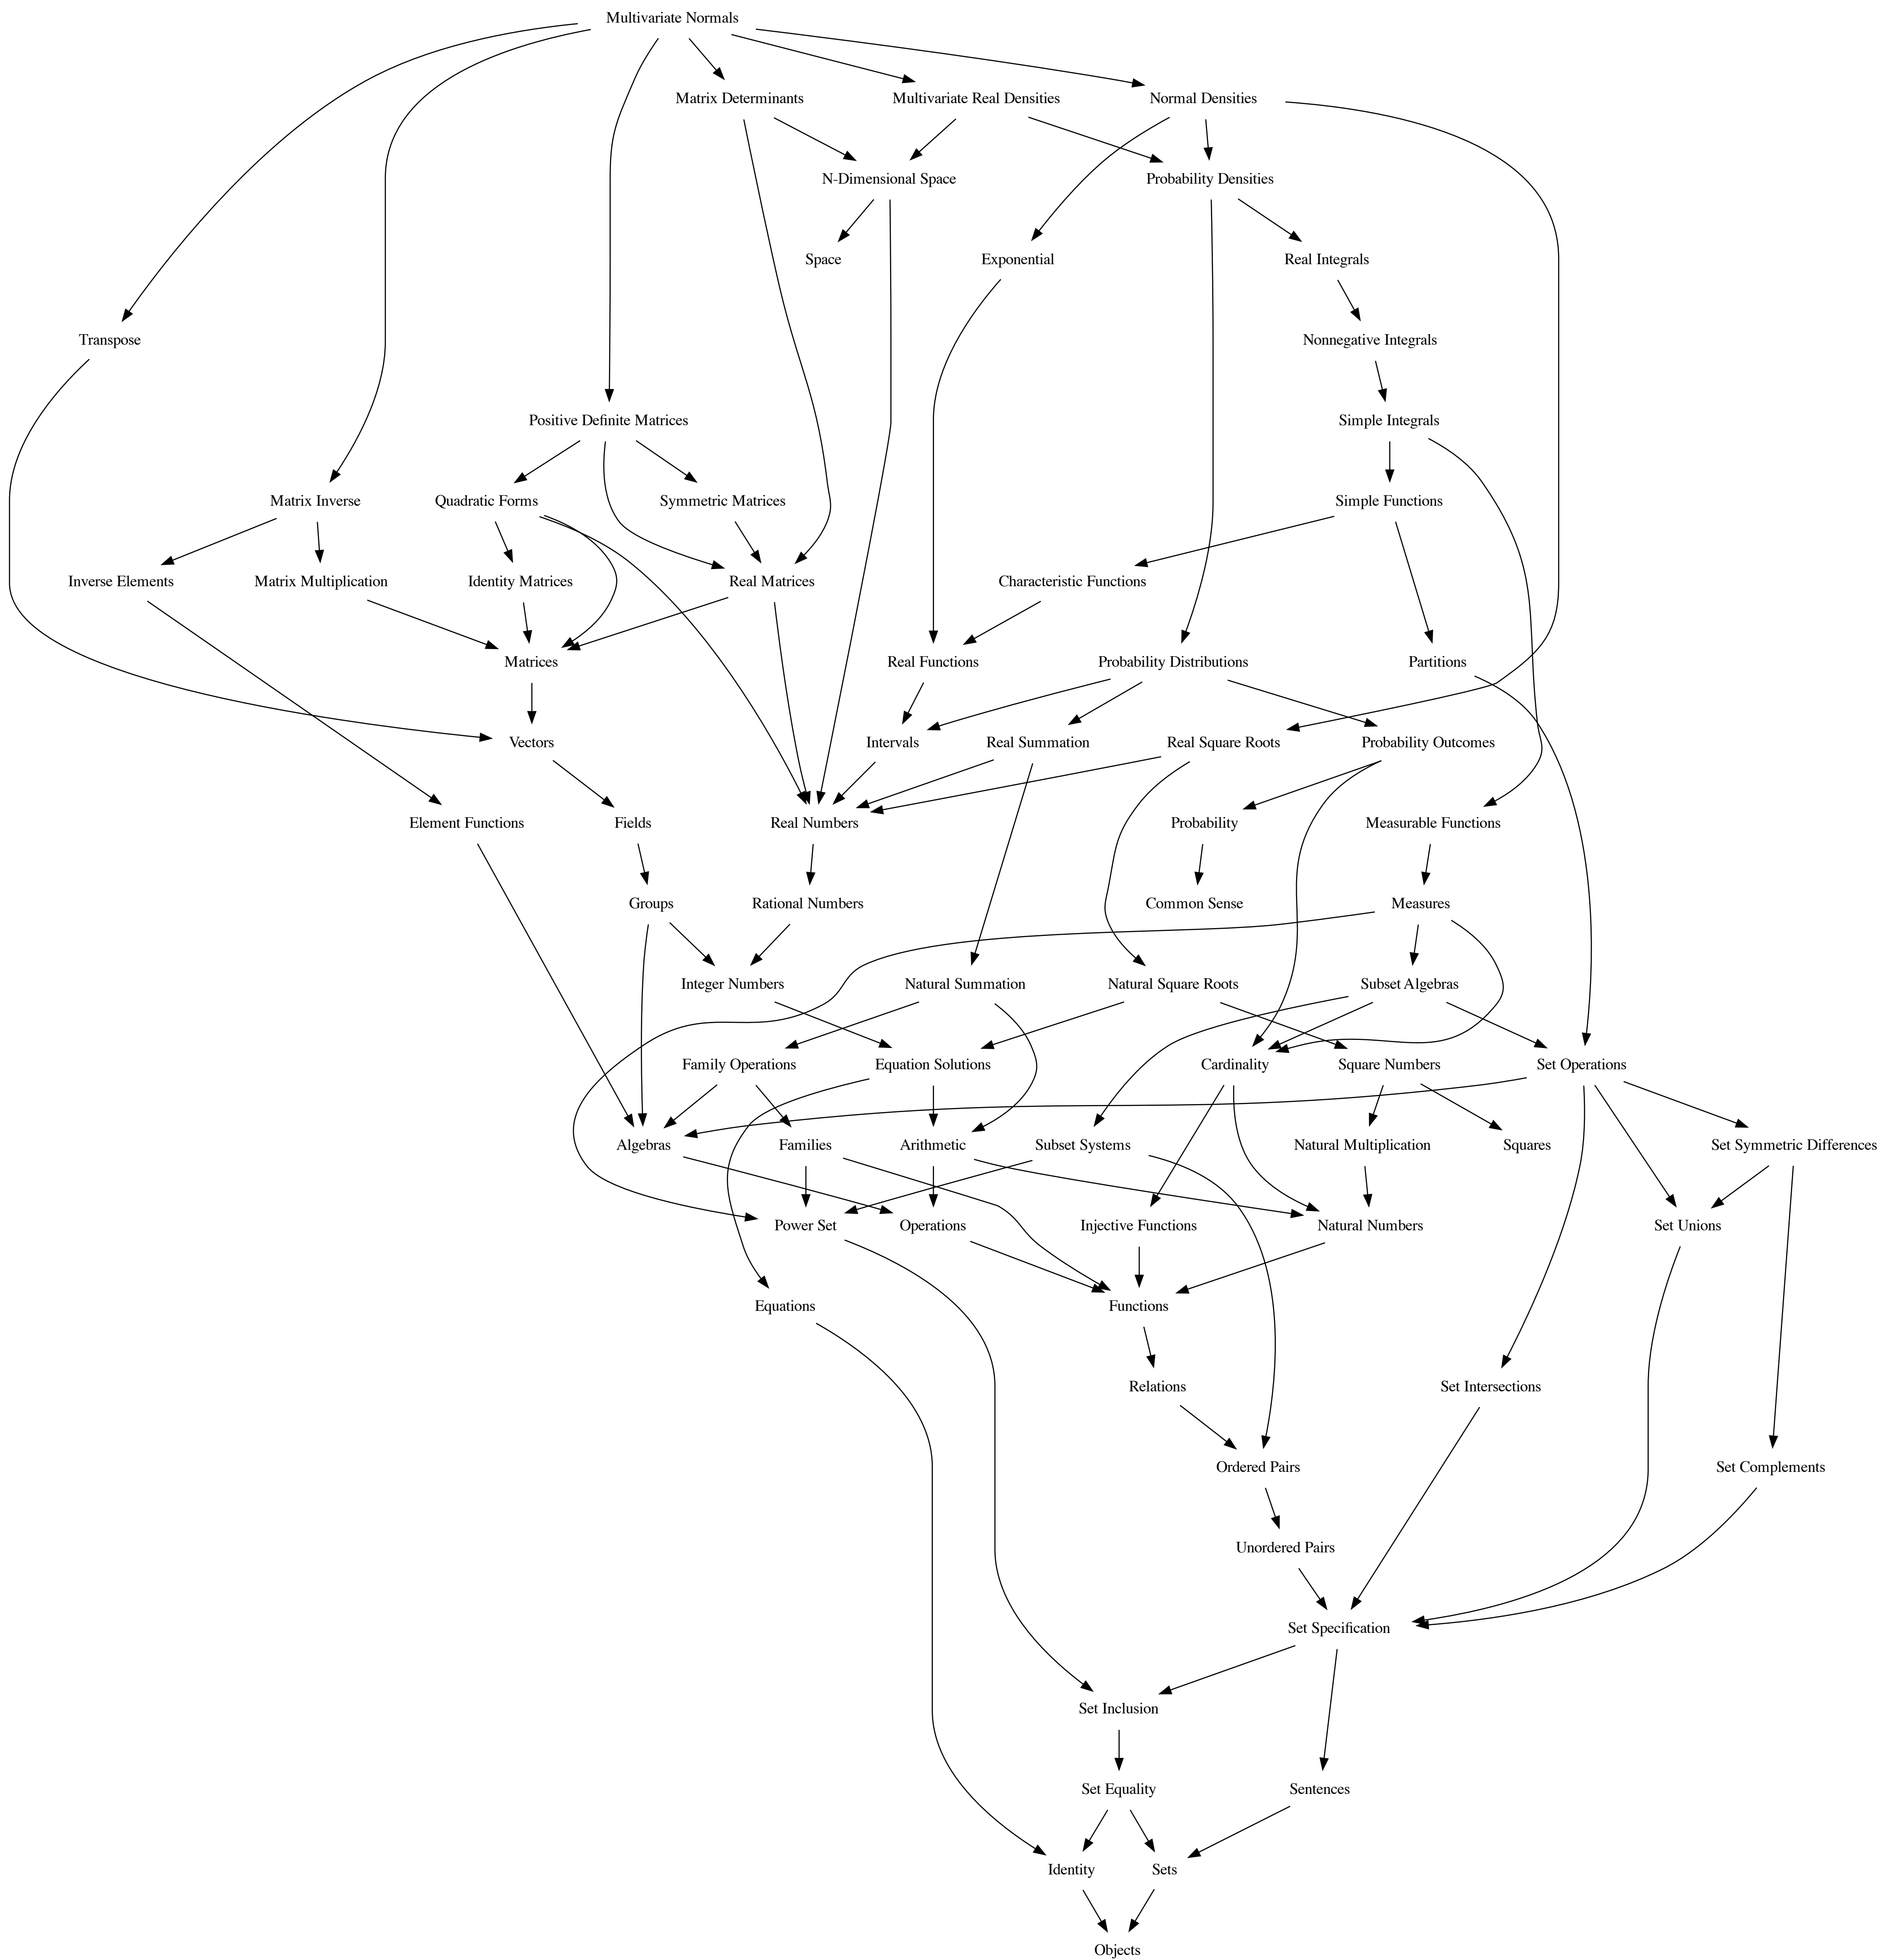 Multivariate Normals
Matrix Determinants
Multivariate Real Densities
Normal Densities
N-Dimensional Space
Probability Densities
Space
Exponential
Real Integrals
Transpose
Nonnegative Integrals
Positive Definite Matrices
Simple Integrals
Matrix Inverse
Quadratic Forms
Symmetric Matrices
Simple Functions
Inverse Elements
Matrix Multiplication
Identity Matrices
Real Matrices
Characteristic Functions
Matrices
Real Functions
Probability Distributions
Partitions
Vectors
Intervals
Real Summation
Real Square Roots
Probability Outcomes
Element Functions
Fields
Real Numbers
Probability
Measurable Functions
Groups
Rational Numbers
Common Sense
Measures
Integer Numbers
Natural Summation
Natural Square Roots
Subset Algebras
Family Operations
Equation Solutions
Cardinality
Square Numbers
Set Operations
Algebras
Families
Arithmetic
Subset Systems
Natural Multiplication
Squares
Set Symmetric Differences
Power Set
Operations
Injective Functions
Natural Numbers
Set Unions
Equations
Functions
Relations
Set Intersections
Ordered Pairs
Set Complements
Unordered Pairs
Set Specification
Set Inclusion
Set Equality
Sentences
Identity
Sets
Objects